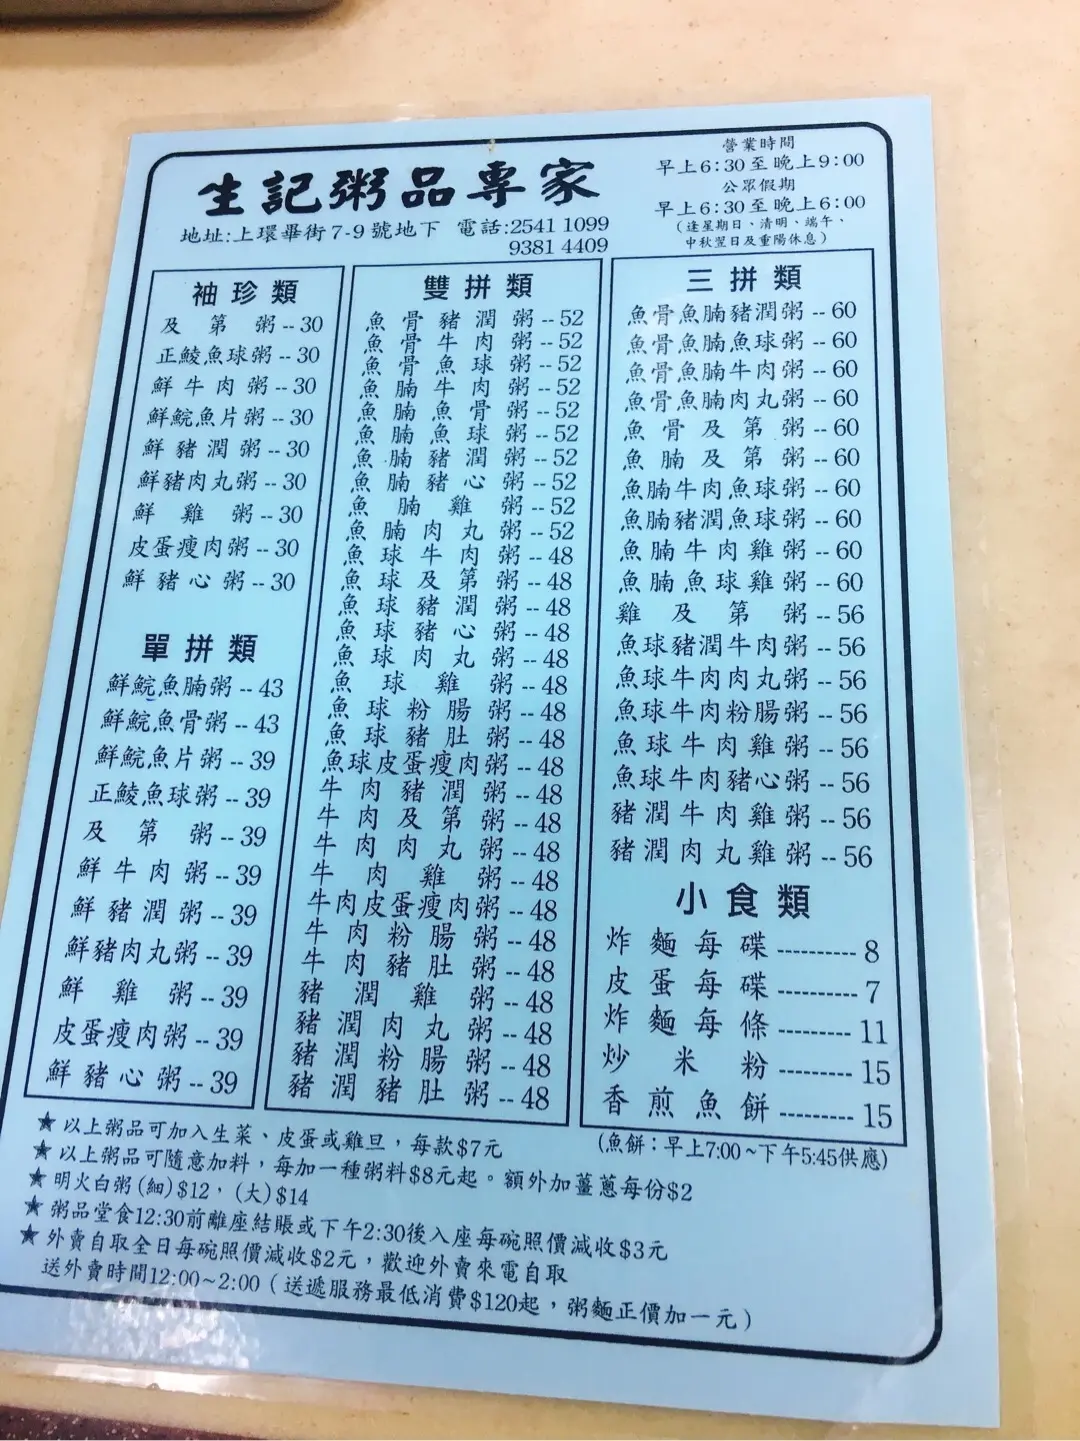 生記粥品專家
地址:上環畢街7-9號地下 電話:2541 1099
9381 4409
營業時間
早上6:30至晚上9:00
公眾假期
早上6:30至晚上6:00
(逢星期日、清明、端午、
中秋翌日及重陽休息)
袖珍類
及第粥--30
正鯪魚球粥--30
鮮牛肉粥--30
鮮鯇魚片粥--30
鮮豬潤粥--30
鮮豬肉丸粥--30
鮮雞粥--30
皮蛋瘦肉粥--30
鮮豬心粥--30
單拼類
鮮鯇魚腩粥--43
鮮鯇魚骨粥--43
鮮鯇魚片粥--39
正鯪魚球粥--39
及第粥--39
鮮牛肉粥--39
鮮豬潤粥--39
鮮豬肉丸粥--39
鮮雞粥--39
皮蛋瘦肉粥--39
鮮豬心粥--39
雙拼類
魚骨豬潤粥--52
魚骨牛肉粥--52
魚骨魚球粥--52
魚腩牛肉粥--52
魚腩魚骨粥--52
魚腩魚球粥--52
魚腩豬潤粥--52
魚腩豬心粥--52
魚腩雞粥--52
魚腩肉丸粥--52
魚球牛肉粥--48
魚球及第粥--48
魚球豬潤粥--48
魚球豬心粥--48
魚球肉丸粥--48
魚球雞粥--48
魚球粉腸粥--48
魚球豬肚粥--48
魚球皮蛋瘦肉粥--48
牛肉豬潤粥--48
牛肉及第粥--48
牛肉肉丸粥--48
牛肉雞粥--48
牛肉皮蛋瘦肉粥--48
牛肉粉腸粥--48
牛肉豬肚粥--48
豬潤雞粥--48
豬潤肉丸粥--48
豬潤粉腸粥--48
豬潤豬肚粥--48
三拼類
魚骨魚腩豬潤粥--60
魚骨魚腩魚球粥--60
魚骨魚腩牛肉粥--60
魚骨魚腩肉丸粥--60
魚骨及第粥--60
魚腩及第粥--60
魚腩牛肉魚球粥--60
魚腩豬潤魚球粥--60
魚腩牛肉雞粥--60
魚腩魚球雞粥--60
雞及第粥--56
魚球豬潤牛肉粥--56
魚球牛肉肉丸粥--56
魚球牛肉粉腸粥--56
魚球牛肉雞粥--56
魚球牛肉豬心粥--56
豬潤牛肉雞粥--56
豬潤肉丸雞粥--56
小食類
炸麵每碟----------8
皮蛋每碟----------7
炸麵每條---------11
炒米粉---------15
香煎魚餅---------15
(魚餅：早上7:00~下午5:45供應)
★以上粥品可加入生菜、皮蛋或雞旦，每款$7元
★以上粥品可隨意加料，每加一種粥料$8元起。額外加薑蔥每份$2
★明火白粥(細)$12，(大)$14
★粥品堂食12:30前離座結賬或下午2:30後入座每碗照價減收$3元
★外賣自取全日每碗照價減收$2元，歡迎外賣來電自取
送外賣時間12:00~2:00(送遞服務最低消費$120起，粥麵正價加一元)